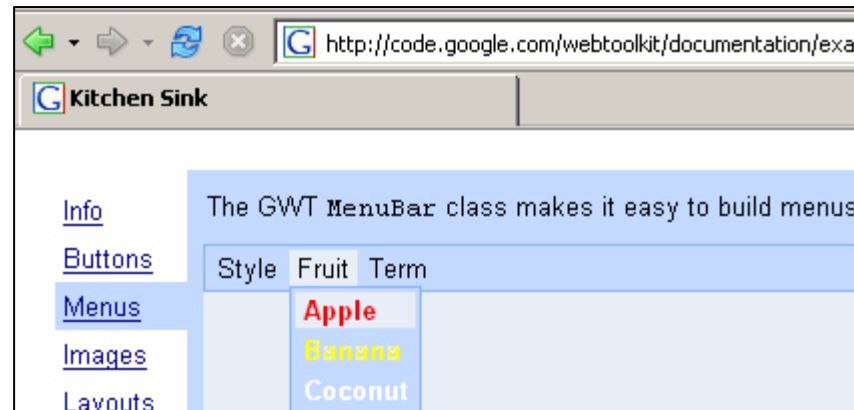 http://code.google.com/webtoolkit/documentation/exa
Kitchen Sink
Info
Buttons
Menus
Images
Layouts
The GWT MenuBar class makes it easy to build menus
Style Fruit Term
Apple
Banana
Coconut